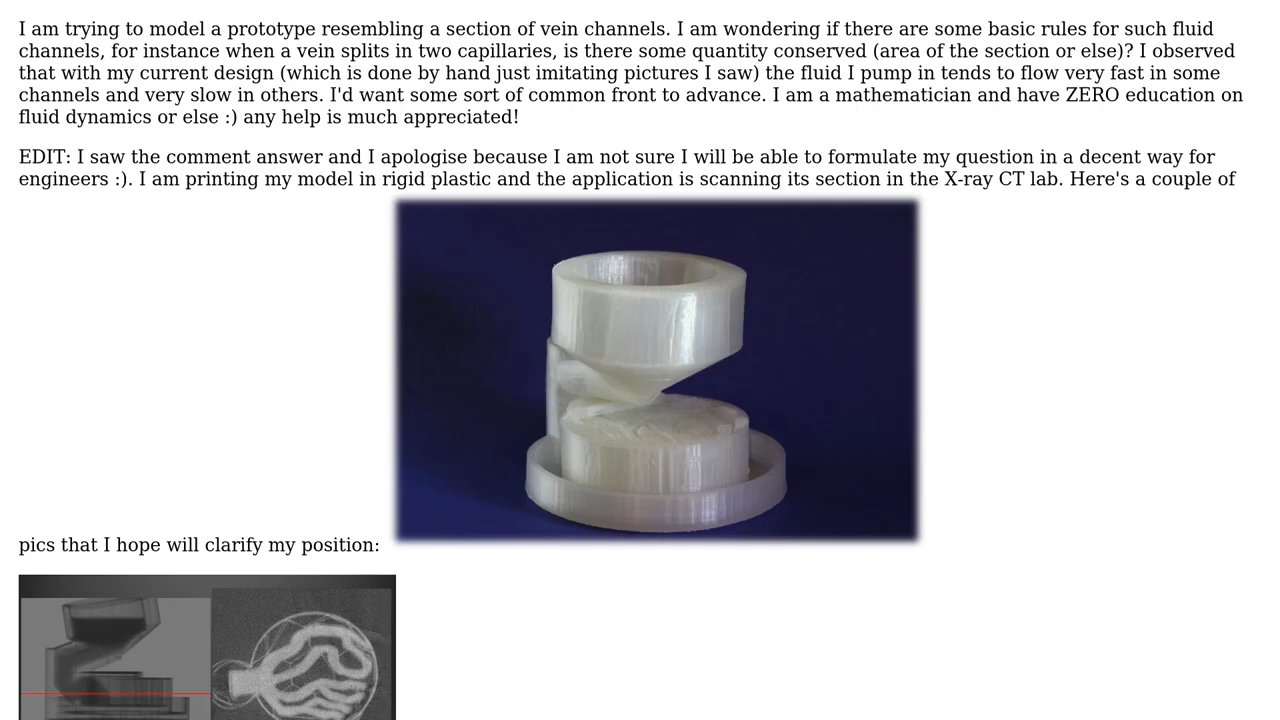 I am trying to model a prototype resembling a section of vein channels. I am wondering if there are some basic rules for such fluid
channels, for instance when a vein splits in two capillaries, is there some quantity conserved (area of the section or else)? I observed
that with my current design (which is done by hand just imitating pictures I saw) the fluid I pump in tends to flow very fast in some
channels and very slow in others. I'd want some sort of common front to advance. I am a mathematician and have ZERO education on
fluid dynamics or else :) any help is much appreciated!
EDIT: I saw the comment answer and I apologise because I am not sure I will be able to formulate my question in a decent way for
engineers :). I am printing my model in rigid plastic and the application is scanning its section in the X-ray CT lab. Here's a couple of
pics that I hope will clarify my position: